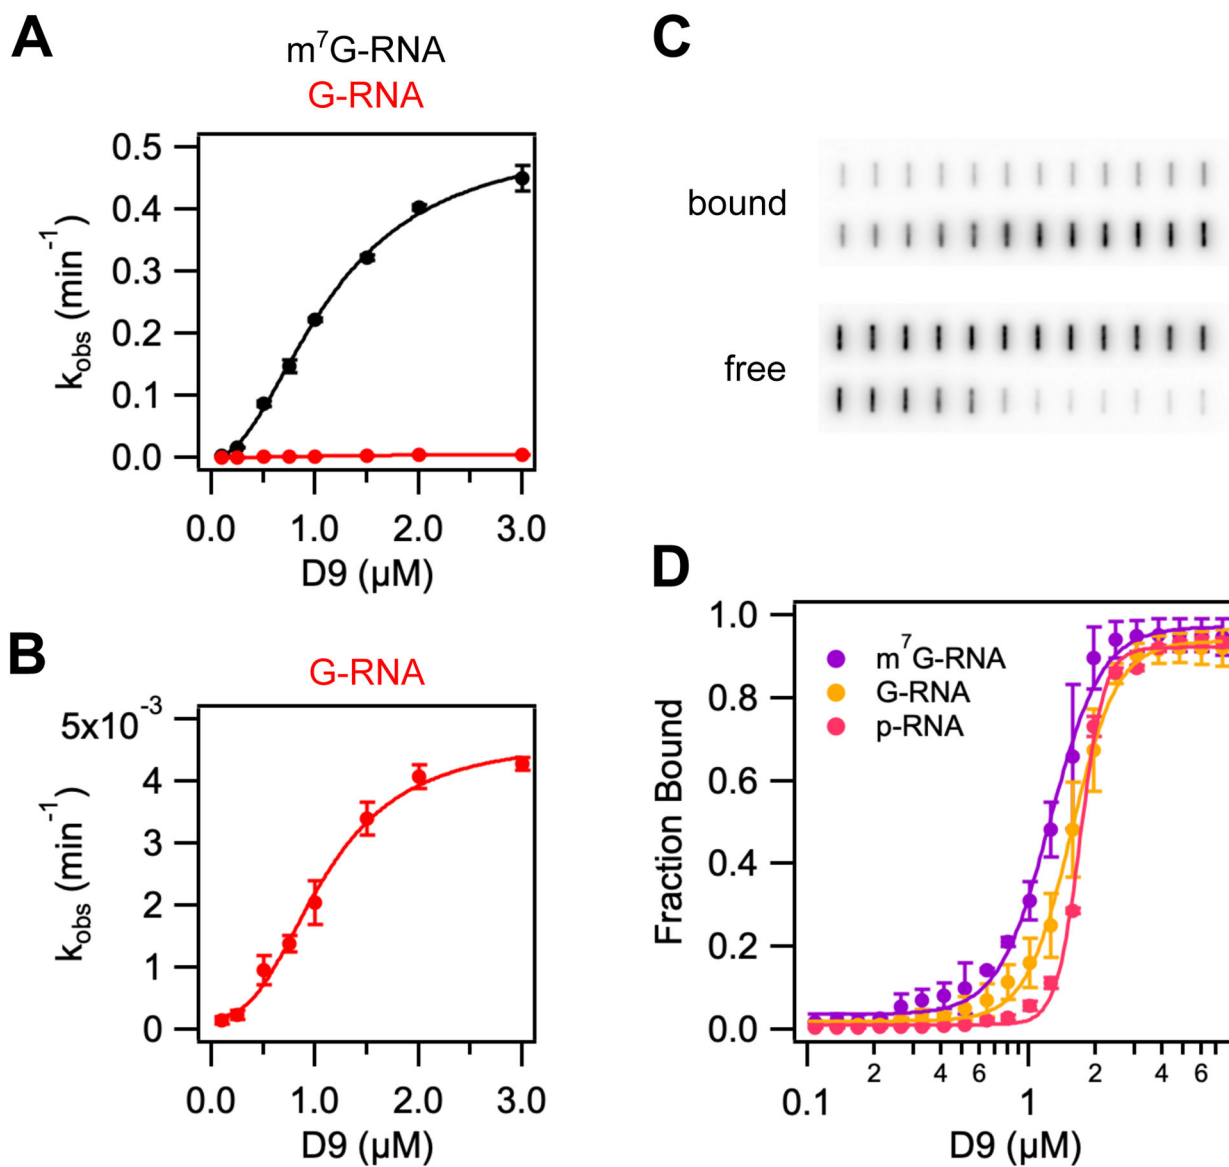 A
m⁷G-RNA
G-RNA
0.5
0.4
0.3
0.2
0.1
0.0
k_obs (min⁻¹)
0.0 1.0 2.0 3.0
D9 (µM)
B
G-RNA
5x10⁻³
4
3
2
1
0
k_obs (min⁻¹)
0.0 1.0 2.0 3.0
D9 (µM)
C
bound
free
D
1.0
0.8
0.6
0.4
0.2
0.0
Fraction Bound
m⁷G-RNA
G-RNA
p-RNA
2 4 6 2 4 6
0.1 1
D9 (µM)